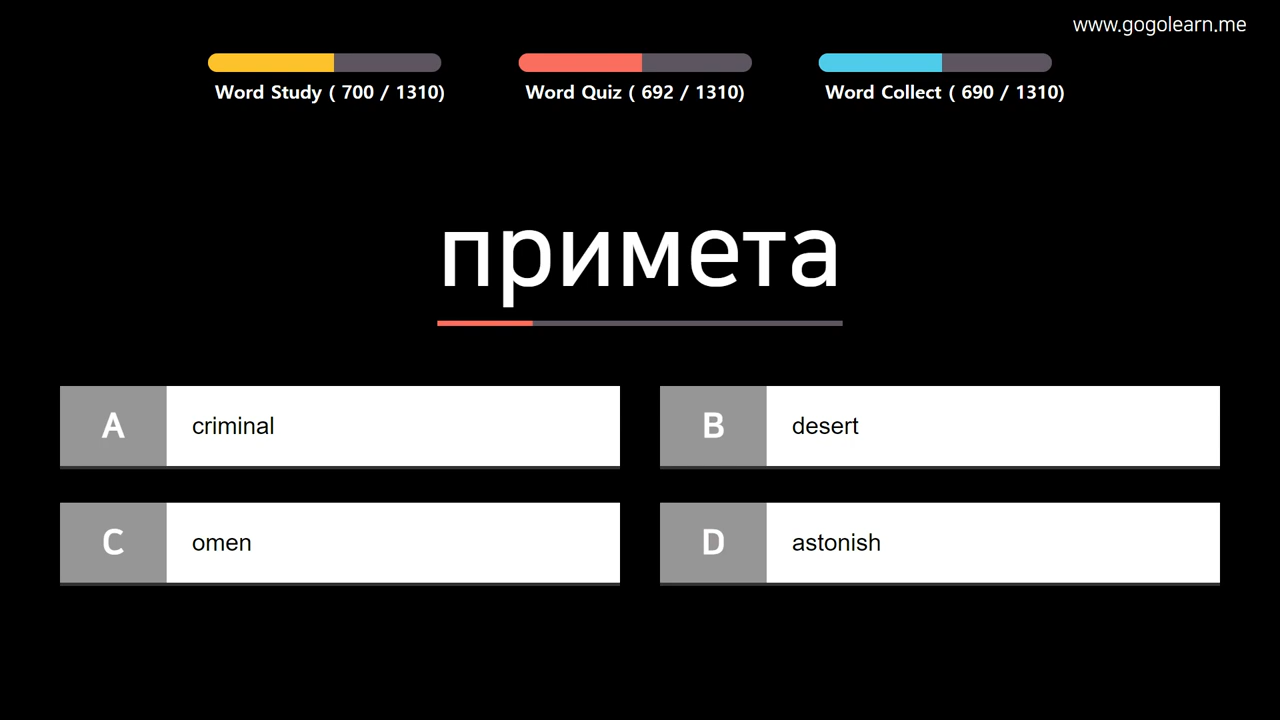 www.gogolearn.me
Word Study ( 700 / 1310)
Word Quiz ( 692 / 1310)
Word Collect ( 690 / 1310)
примета
A criminal
B desert
C omen
D astonish